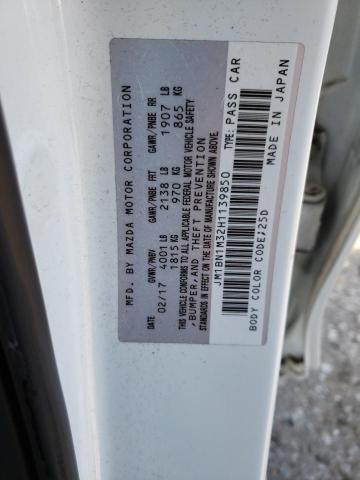 MFD. BY MAZDA MOTOR CORPORATION
GVWR/PNBV GAWR/PNBE FRT GAWR/PNBE RR
02/17 4001 LB 2138 LB 1907 LB
1815 KG 970 KG 865 KG
THIS VEHICLE CONFORMS TO ALL APPLICABLE FEDERAL MOTOR VEHICLE SAFETY
,BUMPER,AND THEFT PREVENTION
STANDARDS IN EFFECT ON THE DATE OF MANUFACTURE SHOWN ABOVE.
JM1BN1M32H1139850 TYPE: PASS CAR
BODY COLOR CODE:25D MADE IN JAPAN